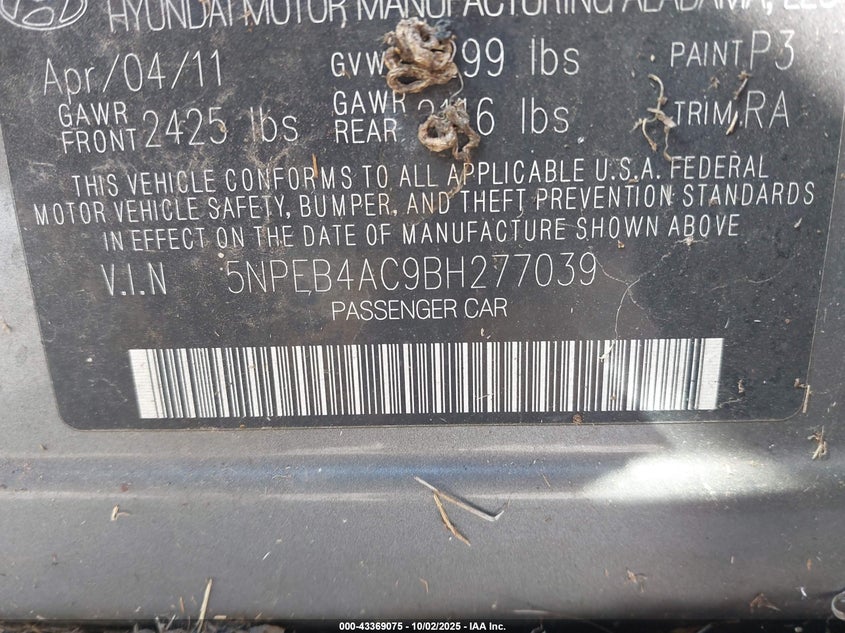 HYUNDAI MOTOR MANUFACTURING ALABAMA, LLC
Apr/04/11 GVW 99 lbs PAINT P3
GAWR FRONT 2425 lbs GAWR REAR 16 lbs TRIM RA
THIS VEHICLE CONFORMS TO ALL APPLICABLE U.S.A. FEDERAL
MOTOR VEHICLE SAFETY, BUMPER, AND THEFT PREVENTION STANDARDS
IN EFFECT ON THE DATE OF MANUFACTURE SHOWN ABOVE
V.I.N 5NPEB4AC9BH277039
PASSENGER CAR
000-43369075 - 10/02/2025 - IAA Inc.